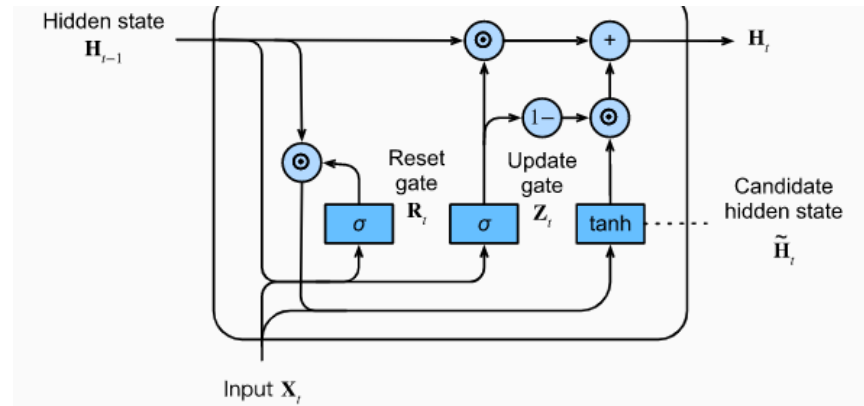 Hidden state
H_{t−1}
⊙
+
H_t
1−
⊙
⊙
Reset
gate
R_t
Update
gate
Z_t
Candidate
hidden state
H̃_t
σ
σ
tanh
Input X_t